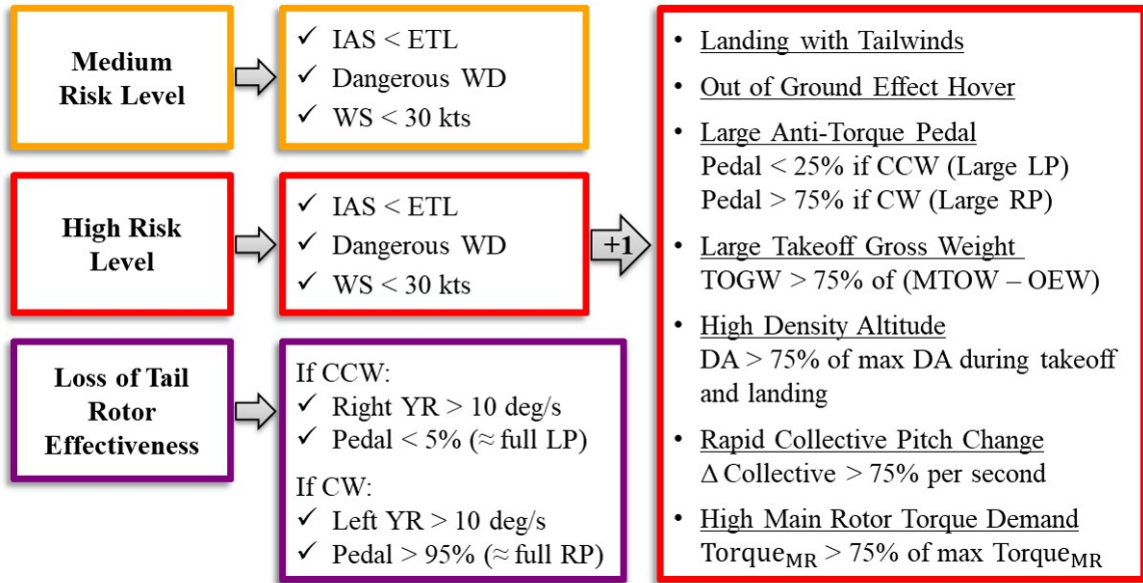 Medium
Risk Level
✓ IAS < ETL
✓ Dangerous WD
✓ WS < 30 kts
High Risk
Level
✓ IAS < ETL
✓ Dangerous WD
✓ WS < 30 kts
+1
Loss of Tail
Rotor
Effectiveness
If CCW:
✓ Right YR > 10 deg/s
✓ Pedal < 5% (≈ full LP)
If CW:
✓ Left YR > 10 deg/s
✓ Pedal > 95% (≈ full RP)
• Landing with Tailwinds
• Out of Ground Effect Hover
• Large Anti-Torque Pedal
Pedal < 25% if CCW (Large LP)
Pedal > 75% if CW (Large RP)
• Large Takeoff Gross Weight
TOGW > 75% of (MTOW – OEW)
• High Density Altitude
DA > 75% of max DA during takeoff
and landing
• Rapid Collective Pitch Change
Δ Collective > 75% per second
• High Main Rotor Torque Demand
Torque_MR > 75% of max Torque_MR